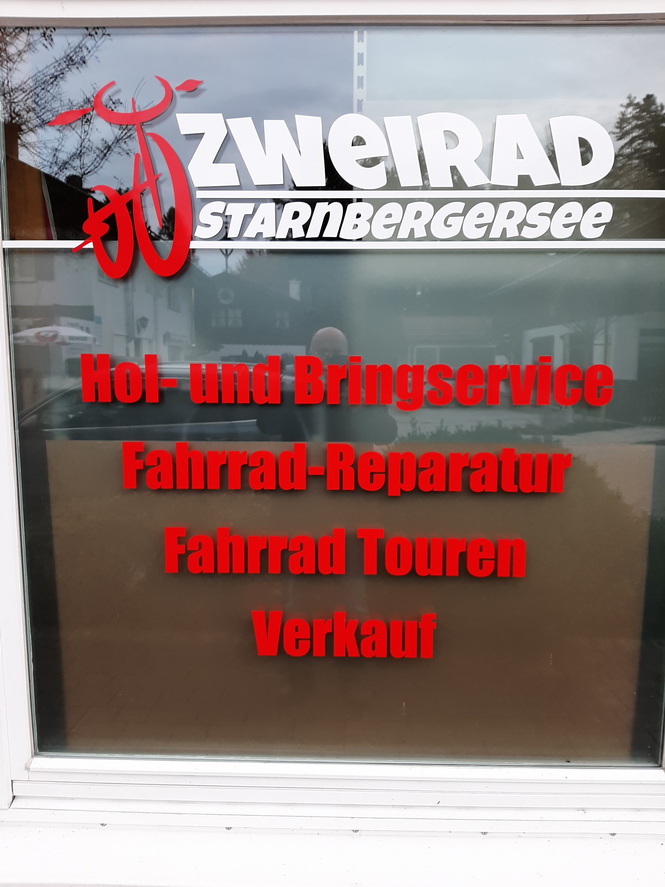 ZWeIRAD
STARNBeRGeRSee
Hol- und Bringservice
Fahrrad-Reparatur
Fahrrad Touren
Verkauf